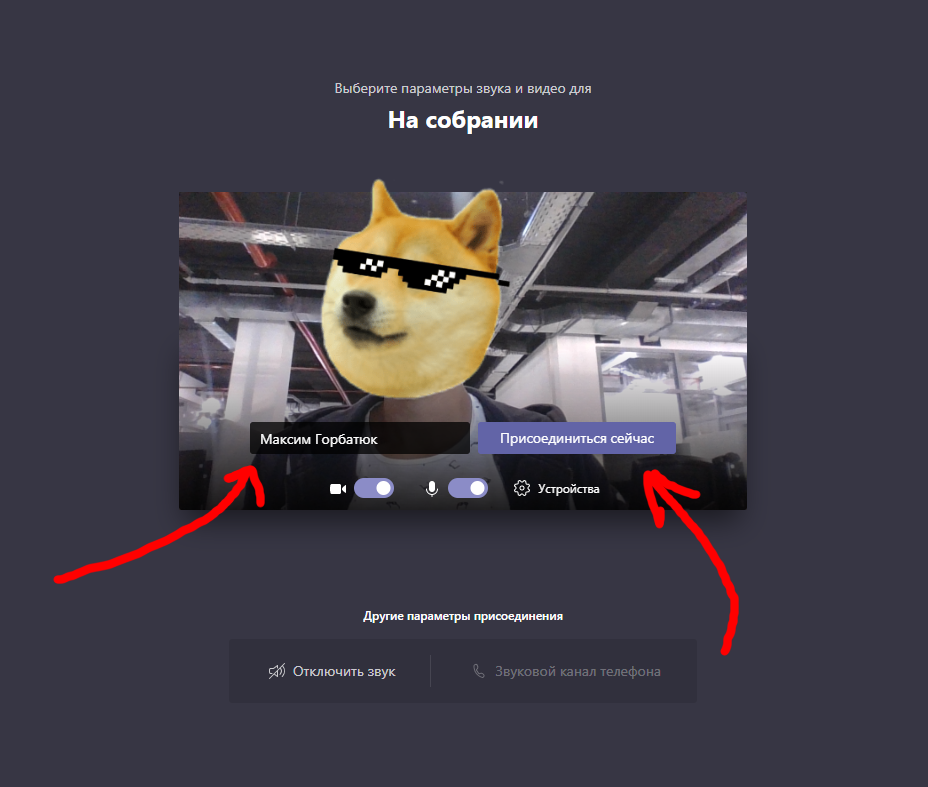 Выберите параметры звука и видео для
На собрании
Максим Горбатюк
Присоединиться сейчас
Устройства
Другие параметры присоединения
Отключить звук
Звуковой канал телефона